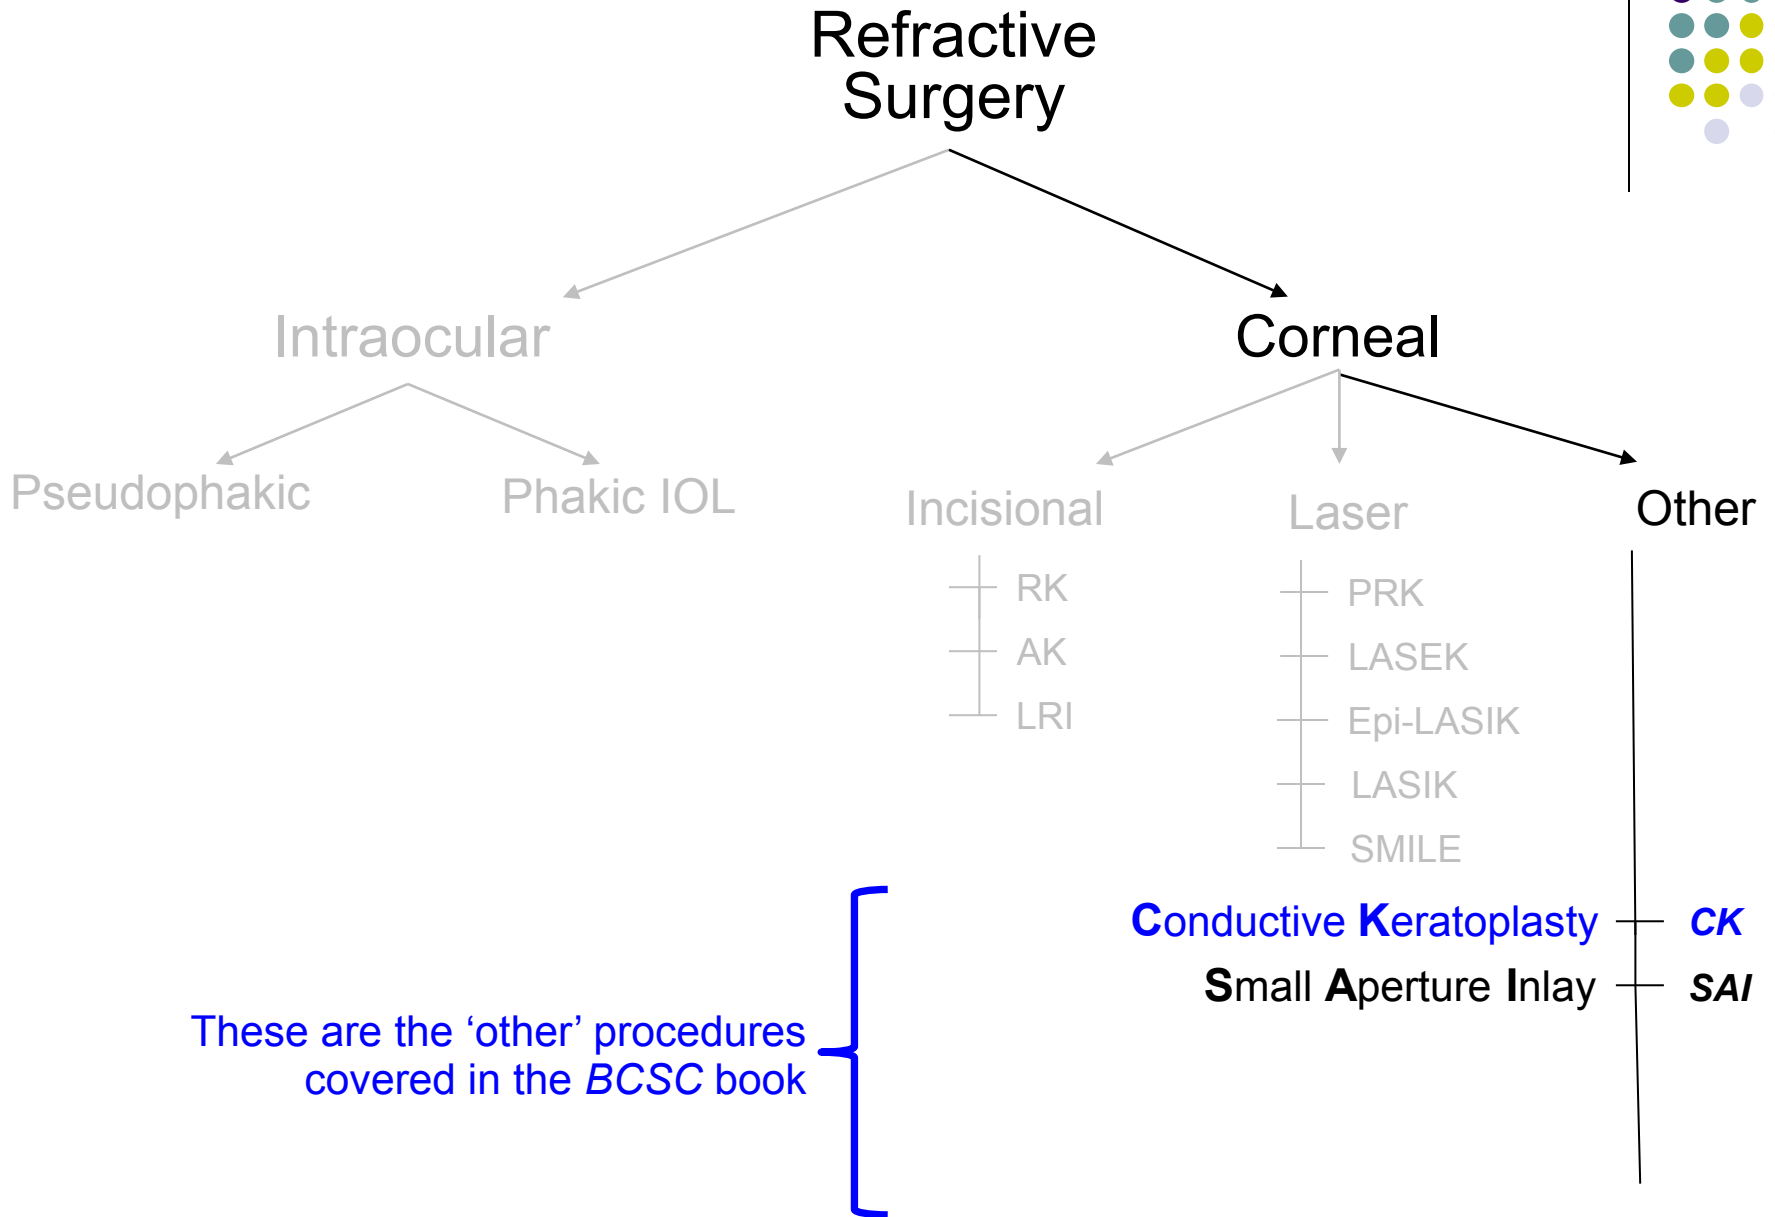 Refractive
Surgery
Intraocular
Corneal
Pseudophakic
Phakic IOL
Incisional
Laser
Other
RK
AK
LRI
PRK
LASEK
Epi-LASIK
LASIK
SMILE
Conductive Keratoplasty
CK
Small Aperture Inlay
SAI
These are the ‘other’ procedures
covered in the BCSC book